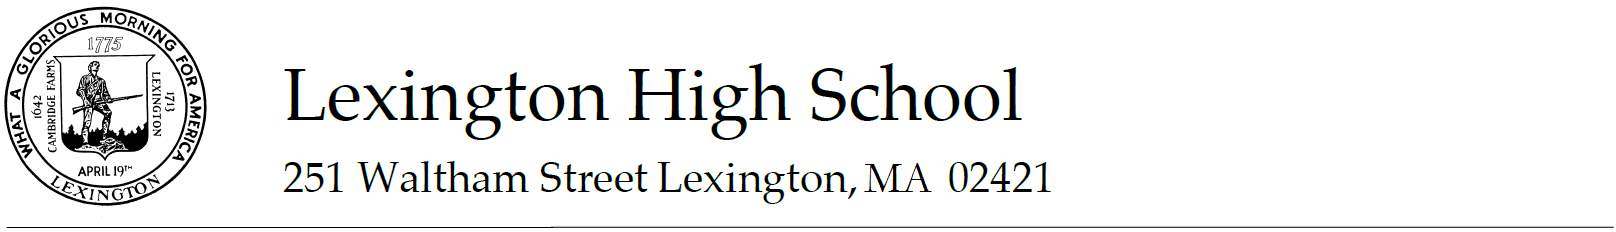 WHAT A GLORIOUS MORNING FOR AMERICA
1775
1642
CAMBRIDGE FARMS
1713
LEXINGTON
APRIL 19TH
LEXINGTON
Lexington High School
251 Waltham Street Lexington, MA 02421